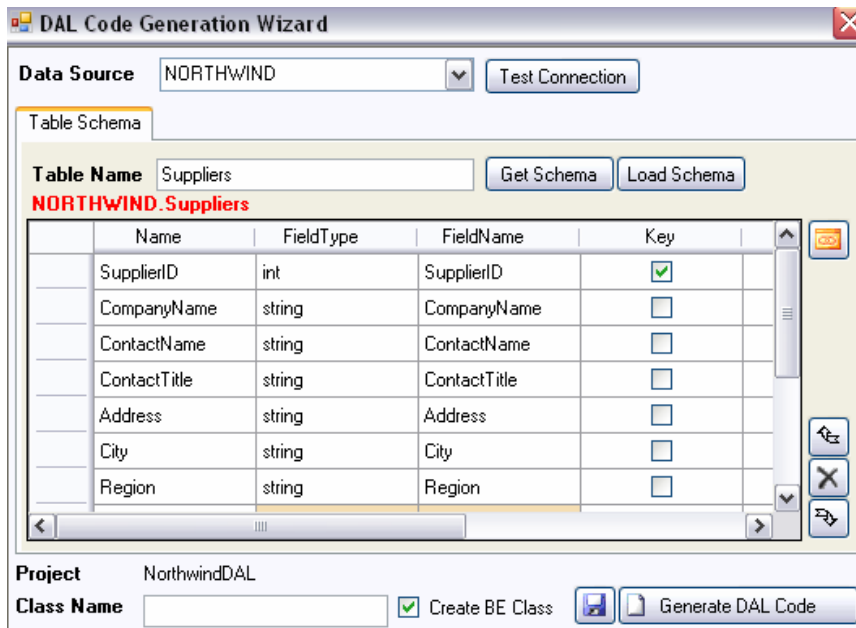 DAL Code Generation Wizard
Data Source NORTHWIND Test Connection
Table Schema
Table Name Suppliers Get Schema Load Schema
NORTHWIND.Suppliers
Name FieldType FieldName Key
SupplierID int SupplierID
CompanyName string CompanyName
ContactName string ContactName
ContactTitle string ContactTitle
Address string Address
City string City
Region string Region
Project NorthwindDAL
Class Name Create BE Class Generate DAL Code